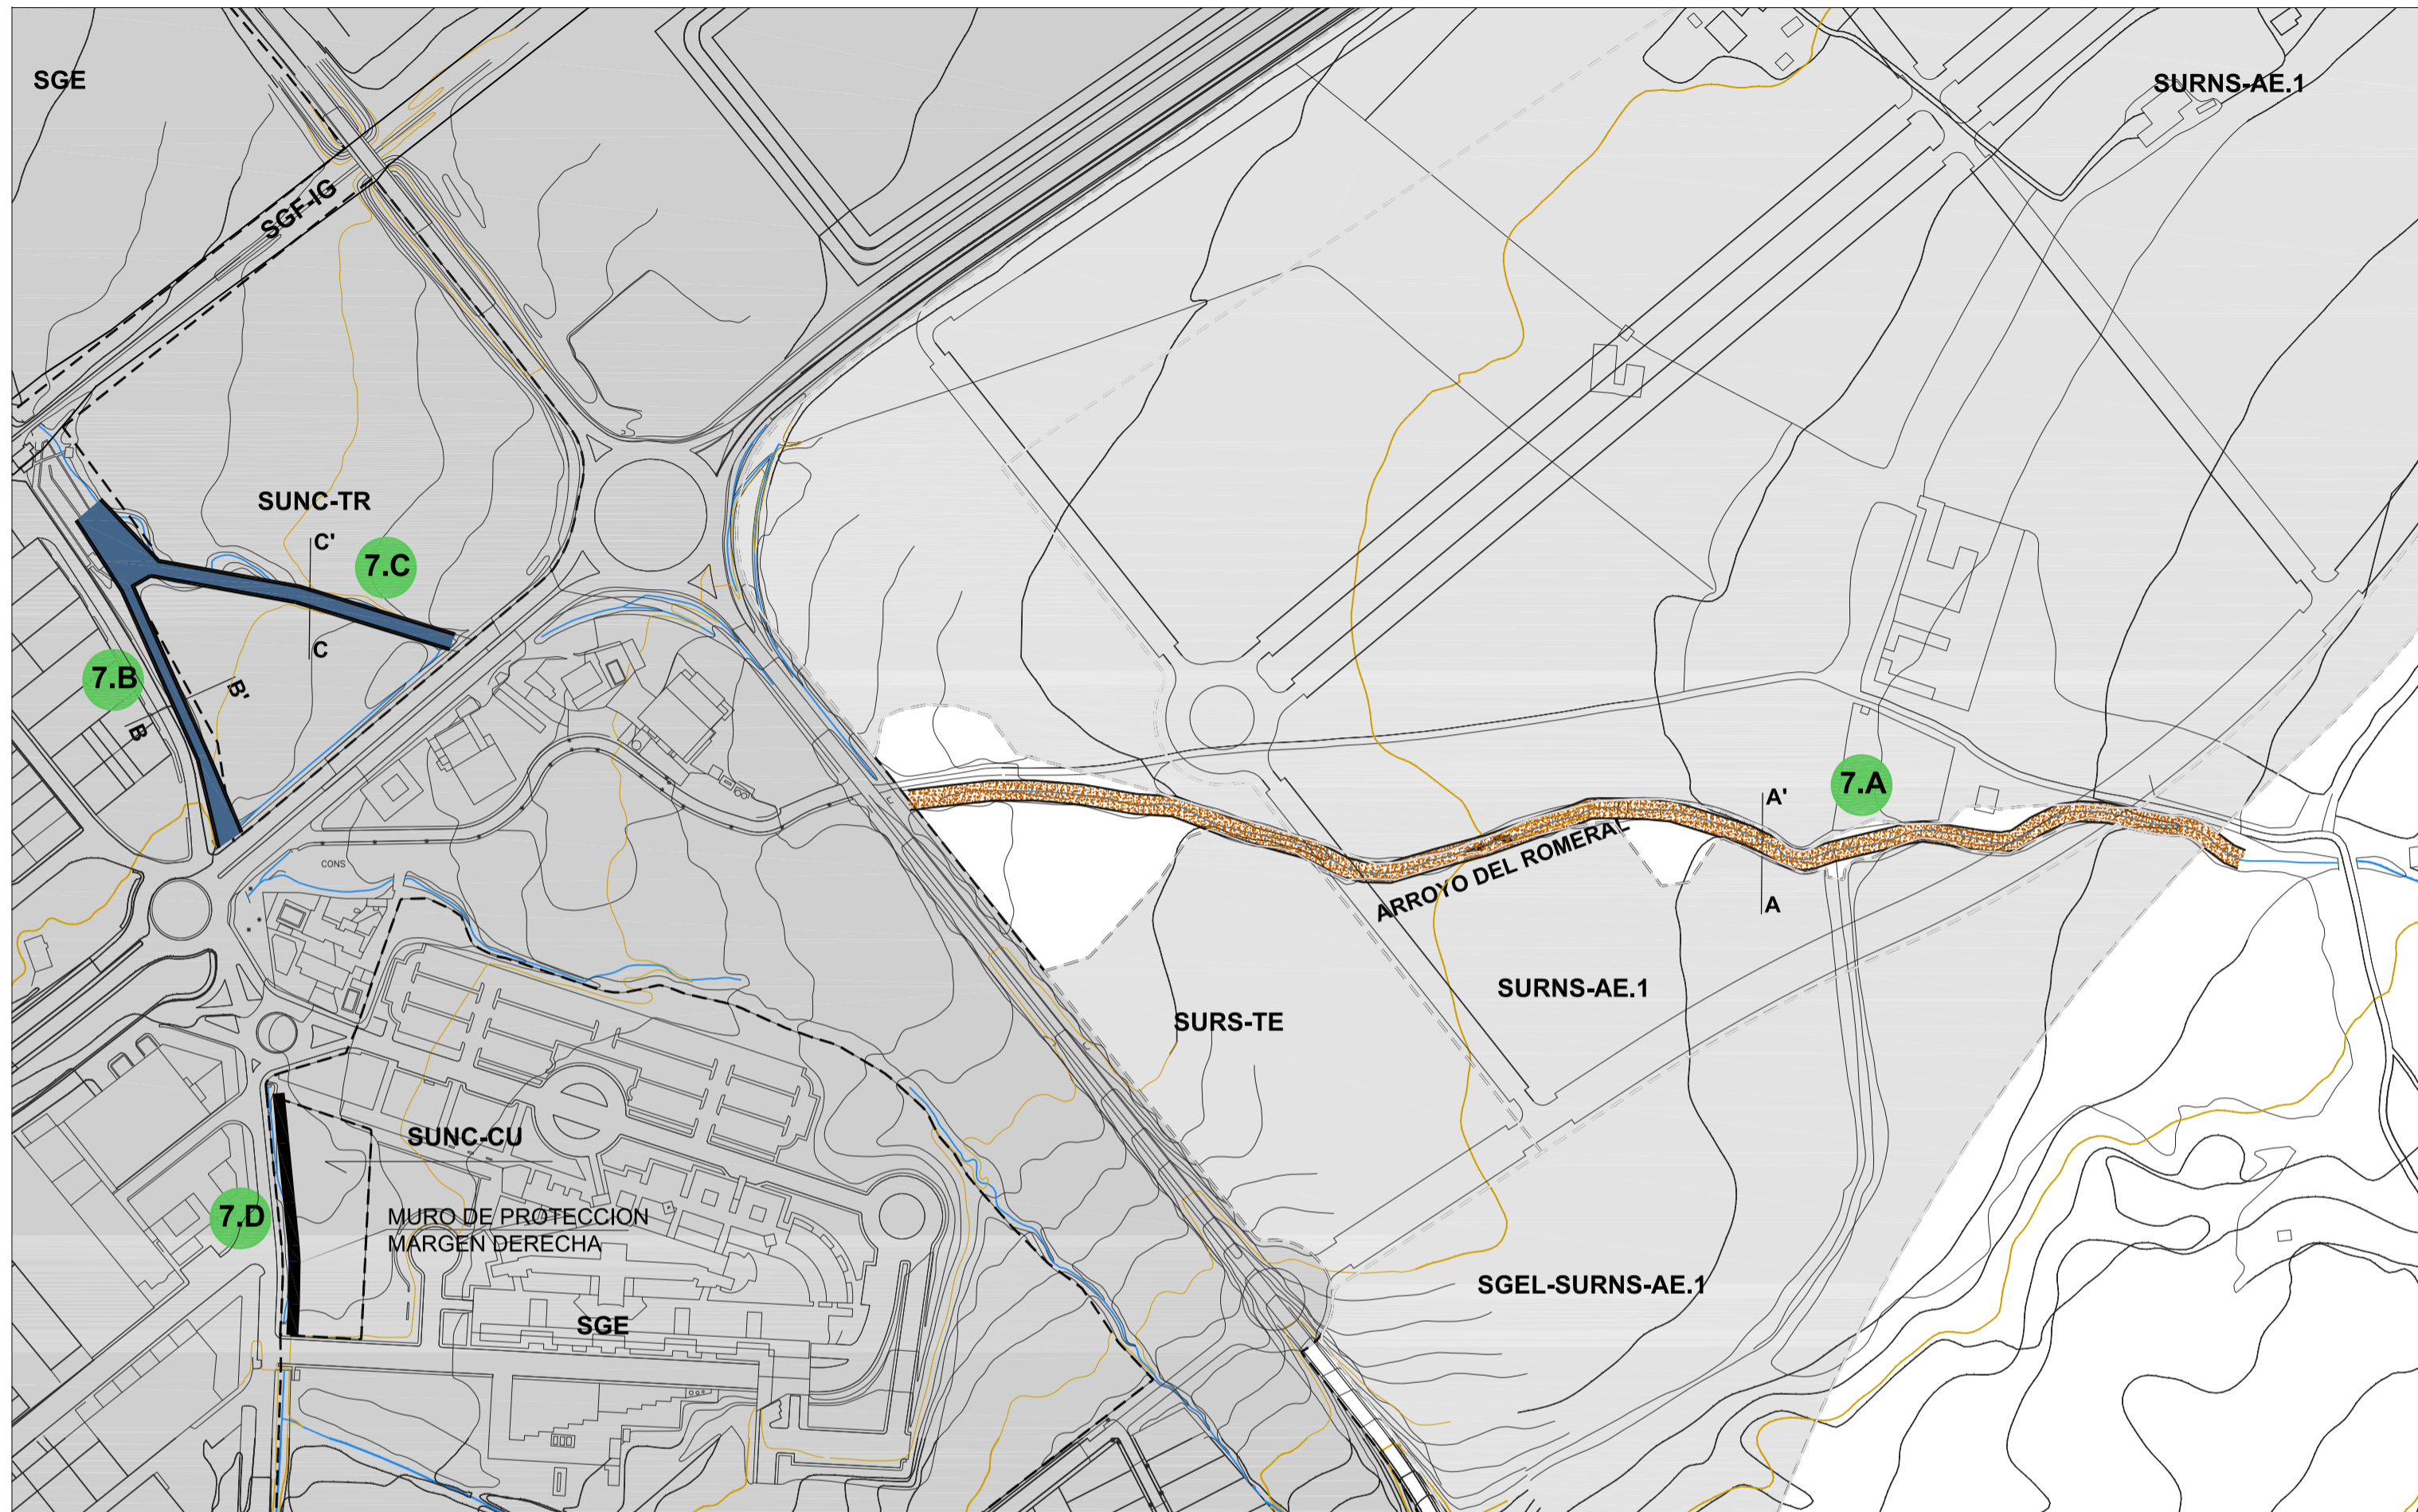 SGE
SURNS-AE.1
SGF-IG
SUNC-TR
C'
7.C
C
7.B
B'
B
7.A
A'
ARROYO DEL ROMERAL
A
CONS
SURNS-AE.1
SURS-TE
SUNC-CU
7.D
MURO DE PROTECCION
MARGEN DERECHA
SGEL-SURNS-AE.1
SGE